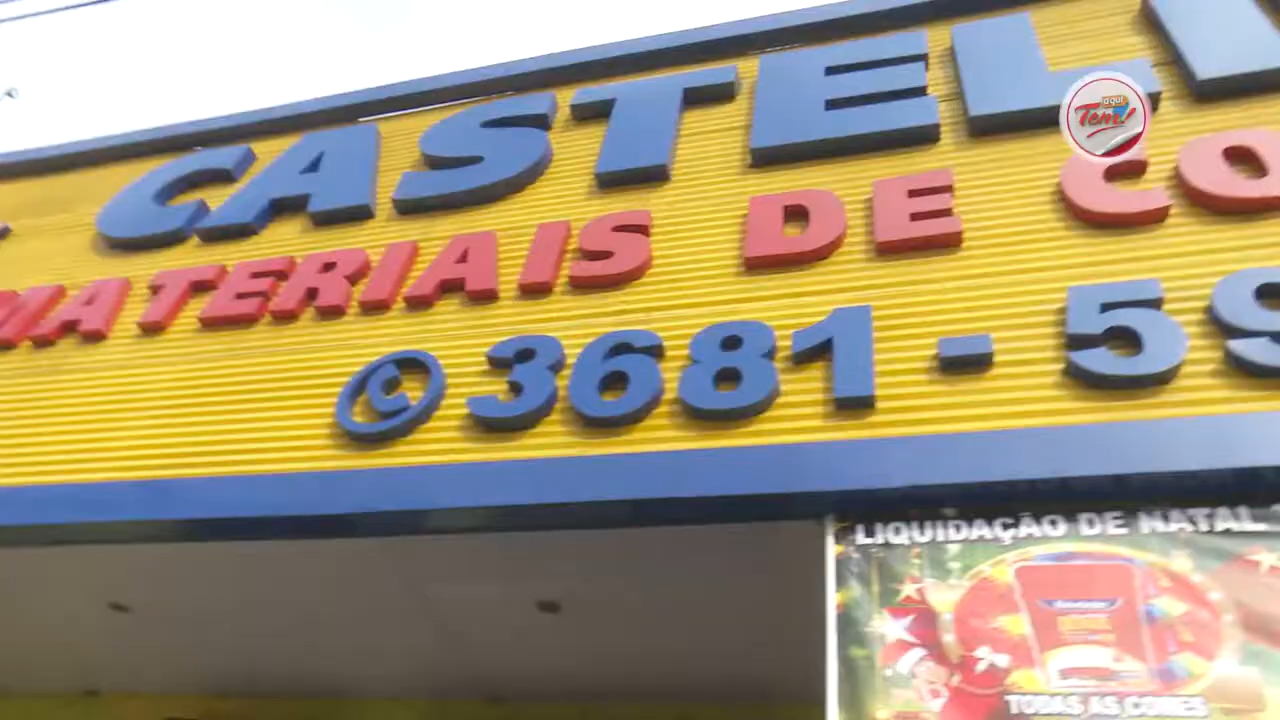 CASTEL
MATERIAIS DE CO
3681-59
aqui
Tem!
LIQUIDAÇÃO DE NATAL
TODAS AS CORES